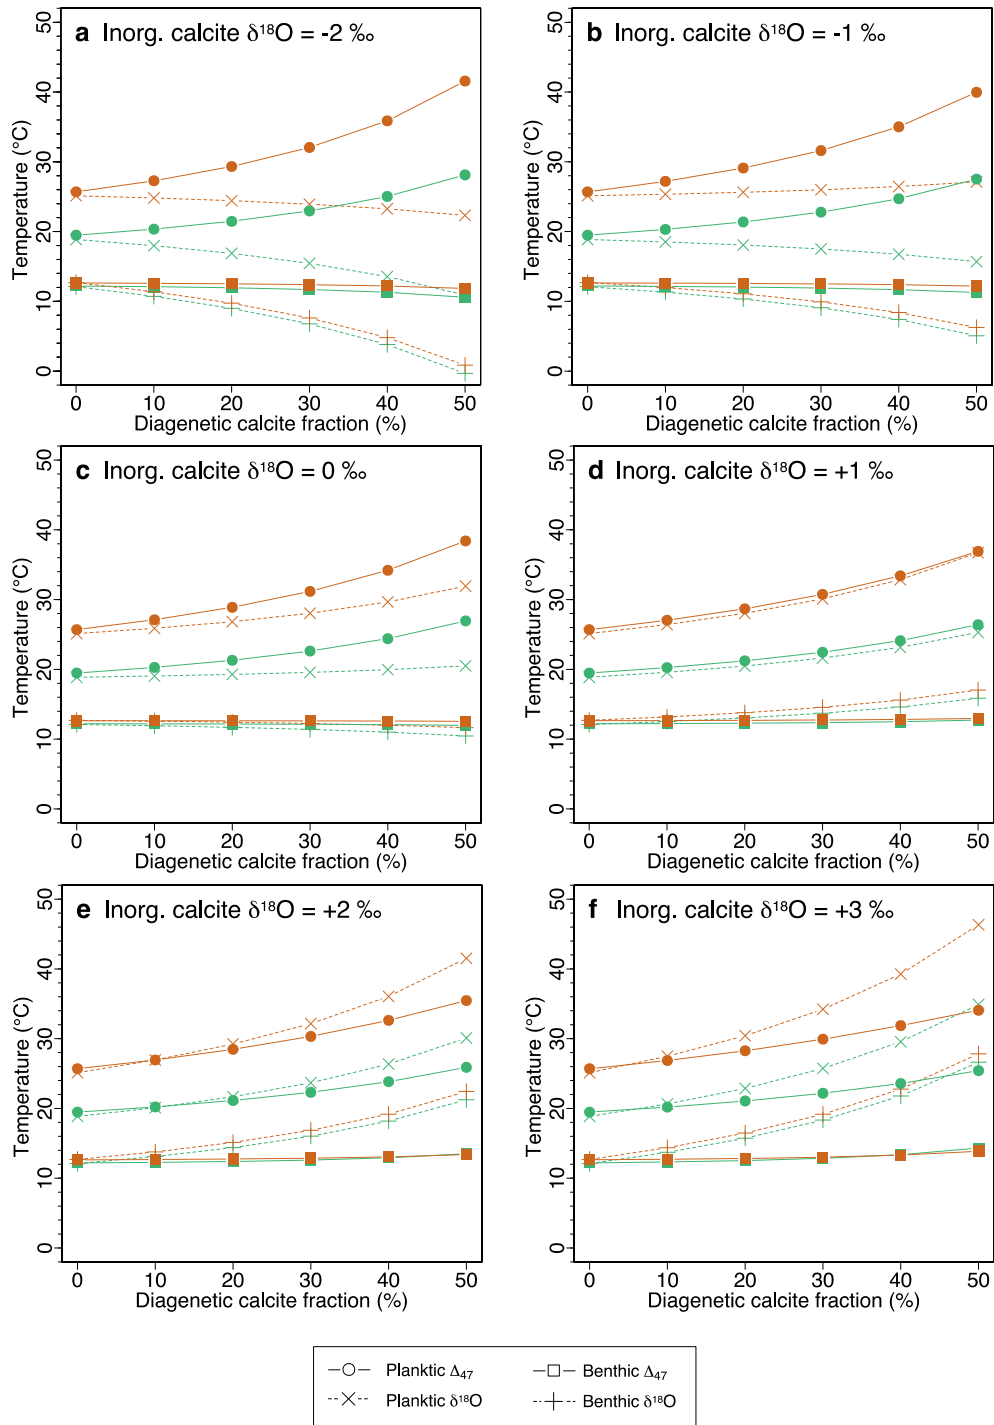 a Inorg. calcite δ¹⁸O = -2 ‰
Temperature (°C)
0 10 20 30 40 50
0 10 20 30 40 50
Diagenetic calcite fraction (%)
b Inorg. calcite δ¹⁸O = -1 ‰
Temperature (°C)
0 10 20 30 40 50
0 10 20 30 40 50
Diagenetic calcite fraction (%)
c Inorg. calcite δ¹⁸O = 0 ‰
Temperature (°C)
0 10 20 30 40 50
0 10 20 30 40 50
Diagenetic calcite fraction (%)
d Inorg. calcite δ¹⁸O = +1 ‰
Temperature (°C)
0 10 20 30 40 50
0 10 20 30 40 50
Diagenetic calcite fraction (%)
e Inorg. calcite δ¹⁸O = +2 ‰
Temperature (°C)
0 10 20 30 40 50
0 10 20 30 40 50
Diagenetic calcite fraction (%)
f Inorg. calcite δ¹⁸O = +3 ‰
Temperature (°C)
0 10 20 30 40 50
0 10 20 30 40 50
Diagenetic calcite fraction (%)
Planktic Δ₄₇
Benthic Δ₄₇
Planktic δ¹⁸O
Benthic δ¹⁸O